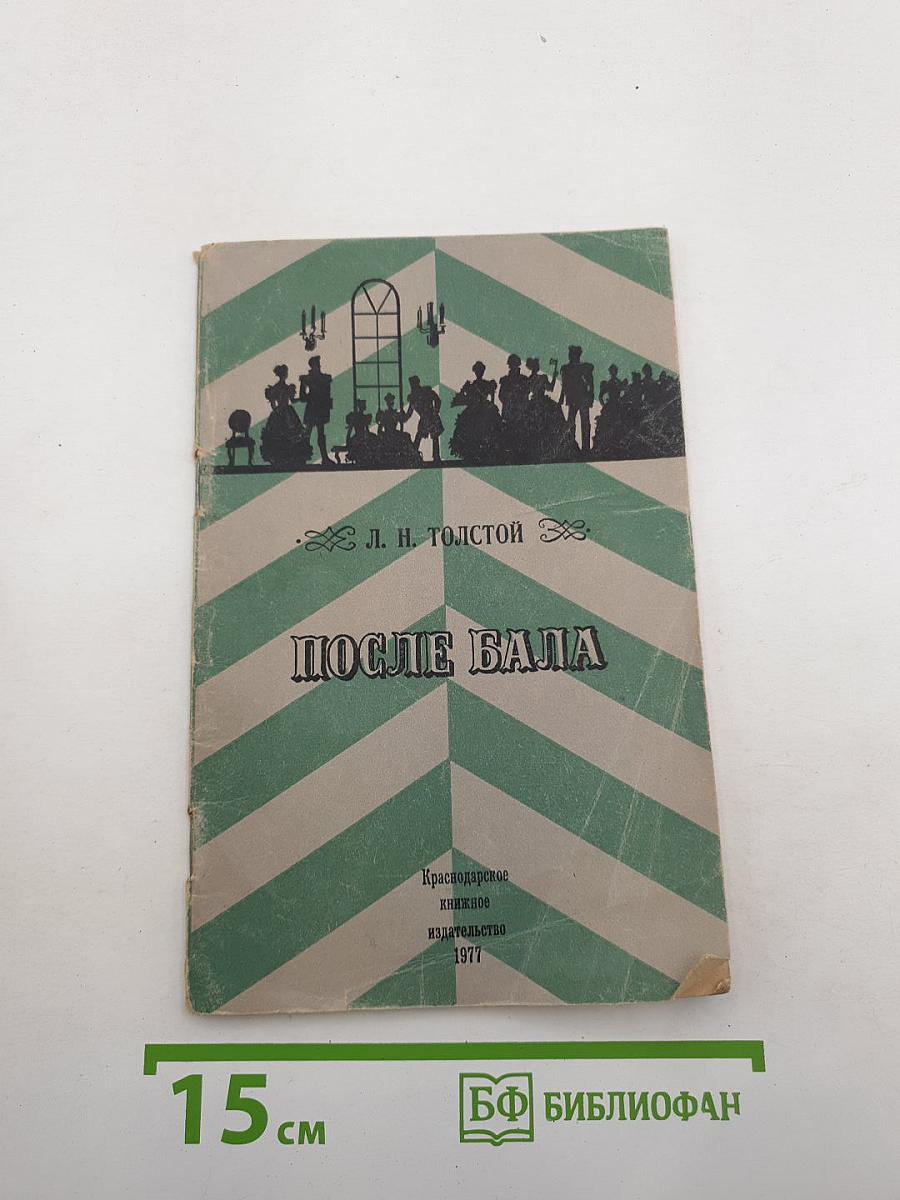 Л. Н. ТОЛСТОЙ
ПОСЛЕ БАЛА
Краснодарское
книжное
издательство
1977
15 см
БФ БИБЛИОФАН